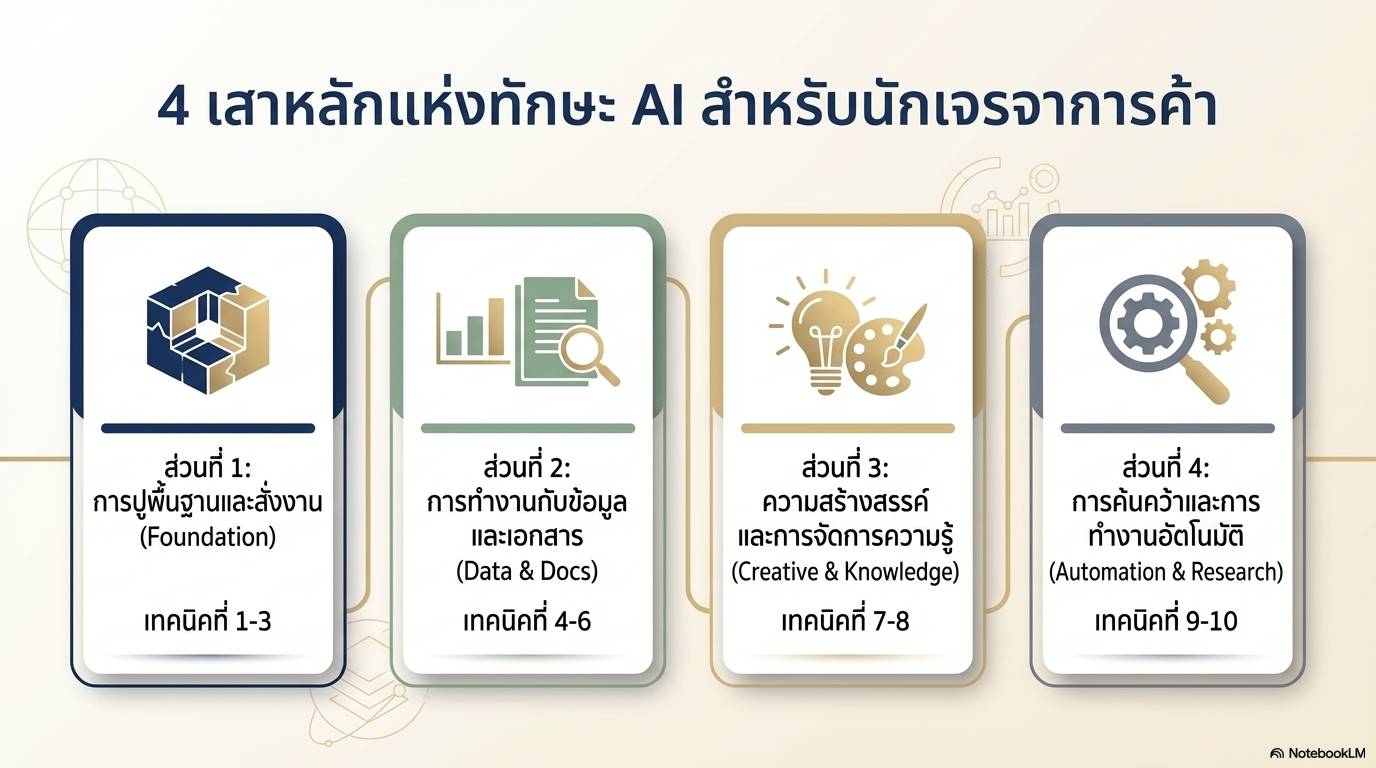 4 เสาหลักแห่งทักษะ AI สำหรับนักเจรจาการค้า
ส่วนที่ 1:
การปูพื้นฐานและสั่งงาน
(Foundation)
เทคนิคที่ 1-3
ส่วนที่ 2:
การทำงานกับข้อมูล
และเอกสาร
(Data & Docs)
เทคนิคที่ 4-6
ส่วนที่ 3:
ความสร้างสรรค์
และการจัดการความรู้
(Creative & Knowledge)
เทคนิคที่ 7-8
ส่วนที่ 4:
การค้นคว้าและการ
ทำงานอัตโนมัติ
(Automation & Research)
เทคนิคที่ 9-10
NotebookLM